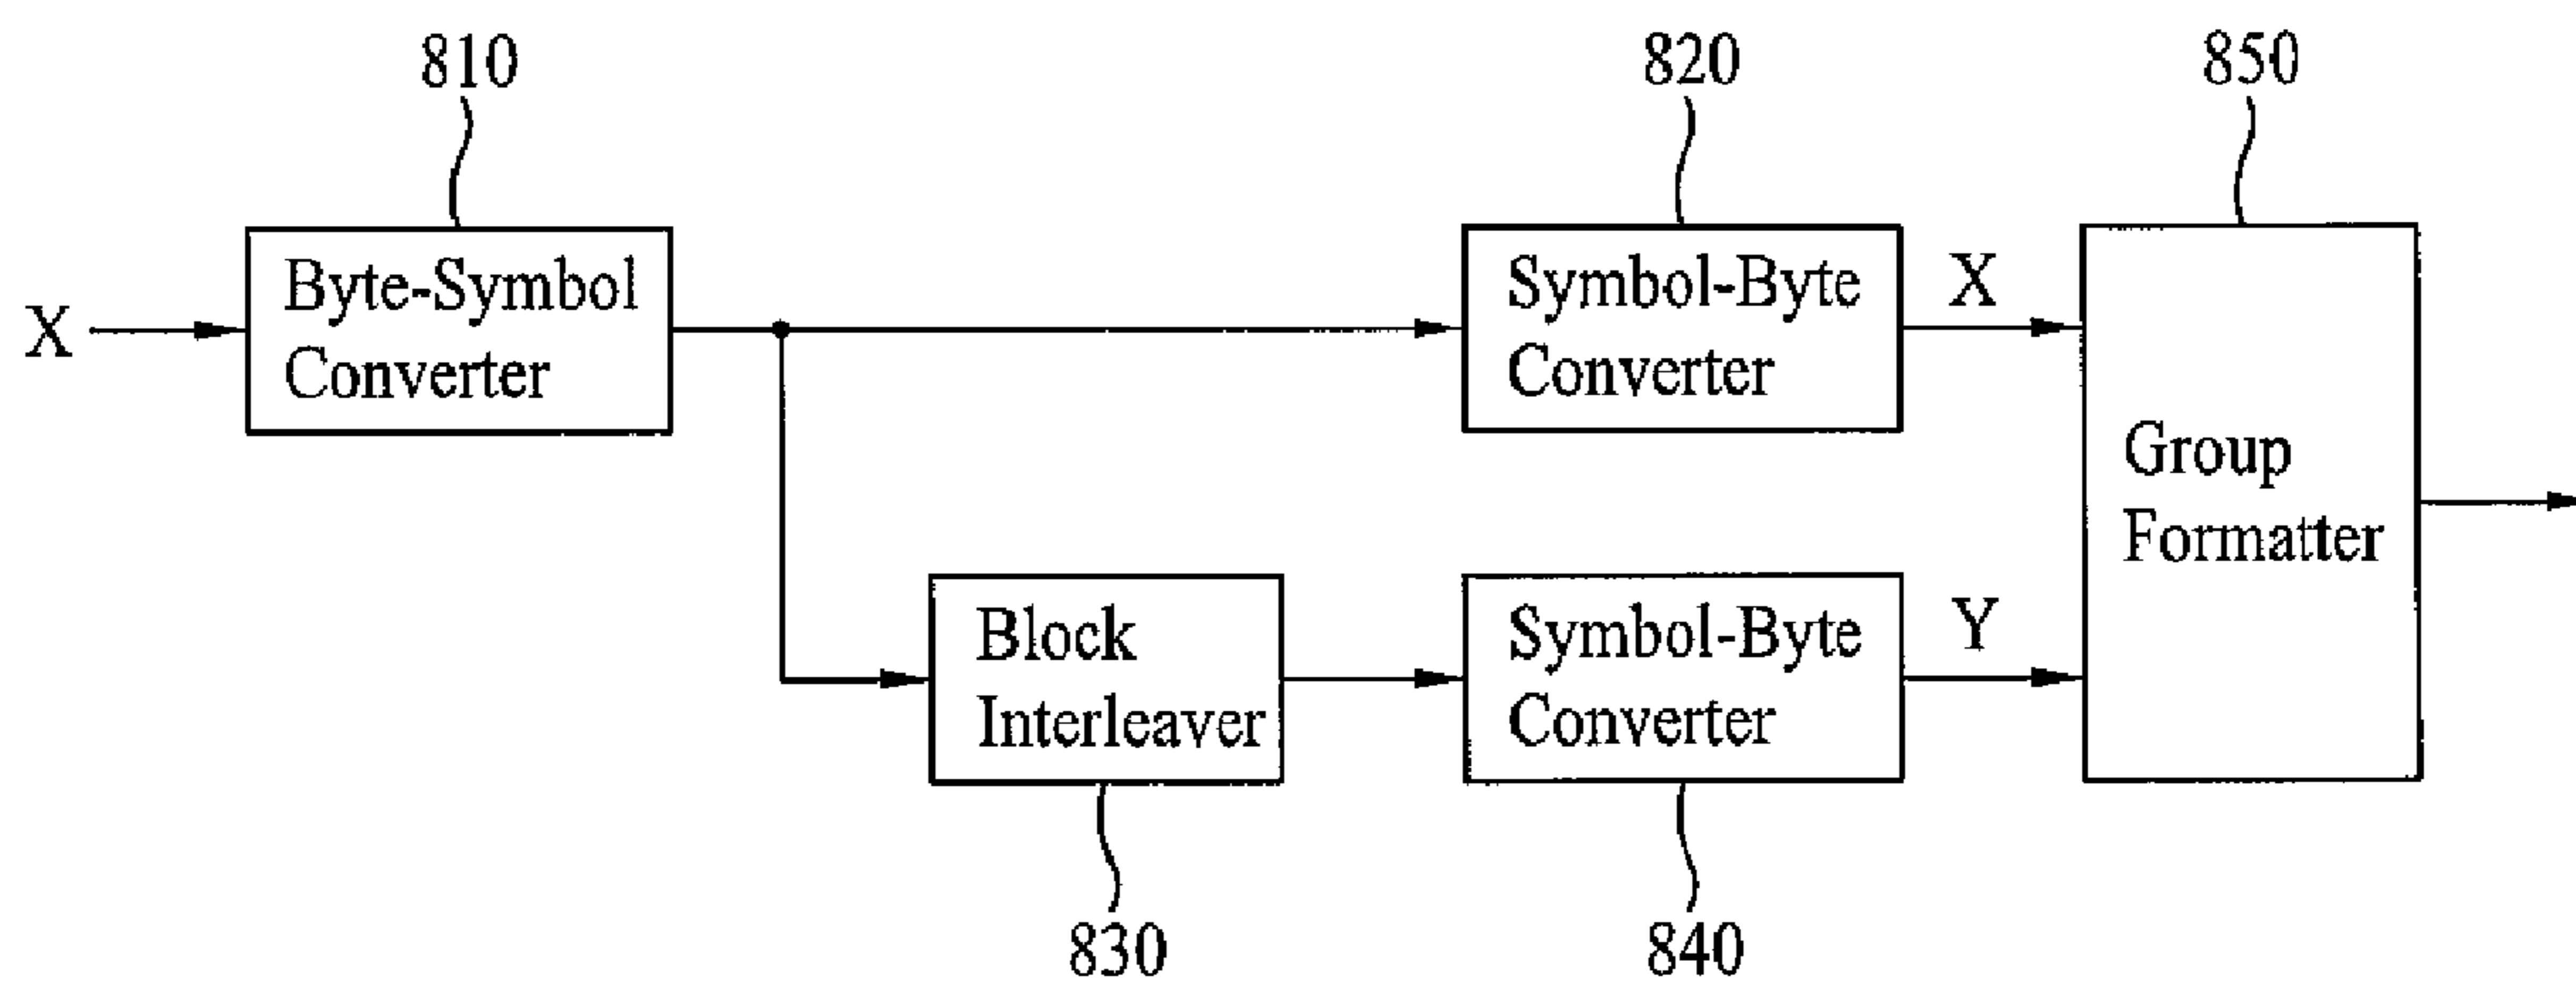 810
820
850
X
Byte-Symbol
Converter
Symbol-Byte
Converter
X
Group
Formatter
Block
Interleaver
Symbol-Byte
Converter
Y
830
840